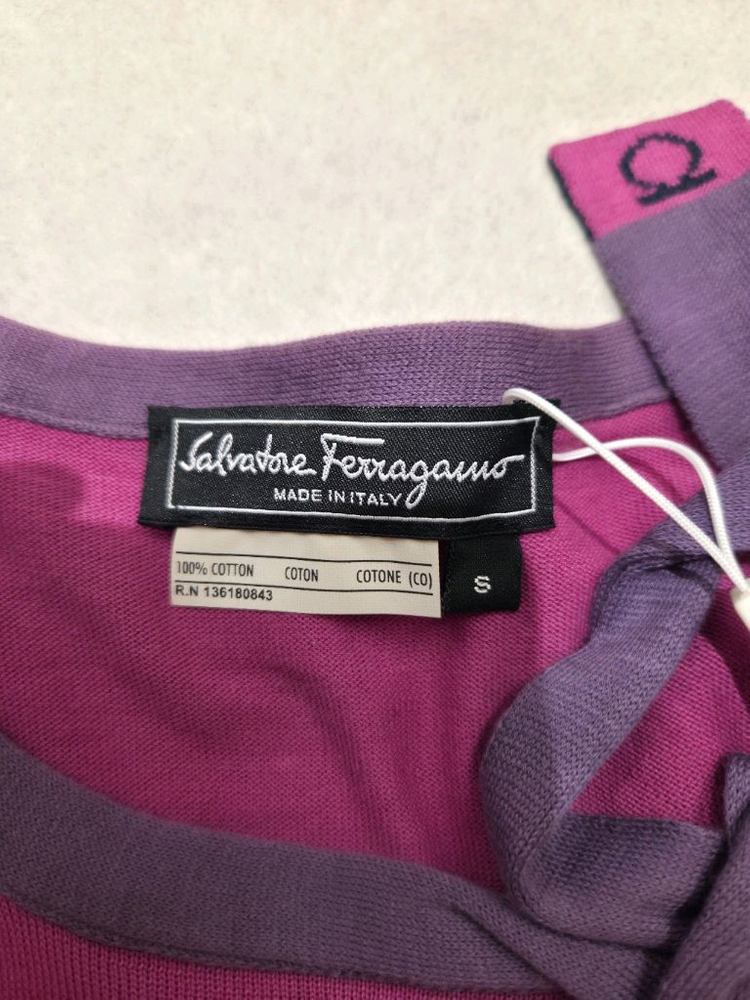 Salvatore Ferragamo
MADE IN ITALY
100% COTTON COTON COTONE (CO)
R.N 136180843
S